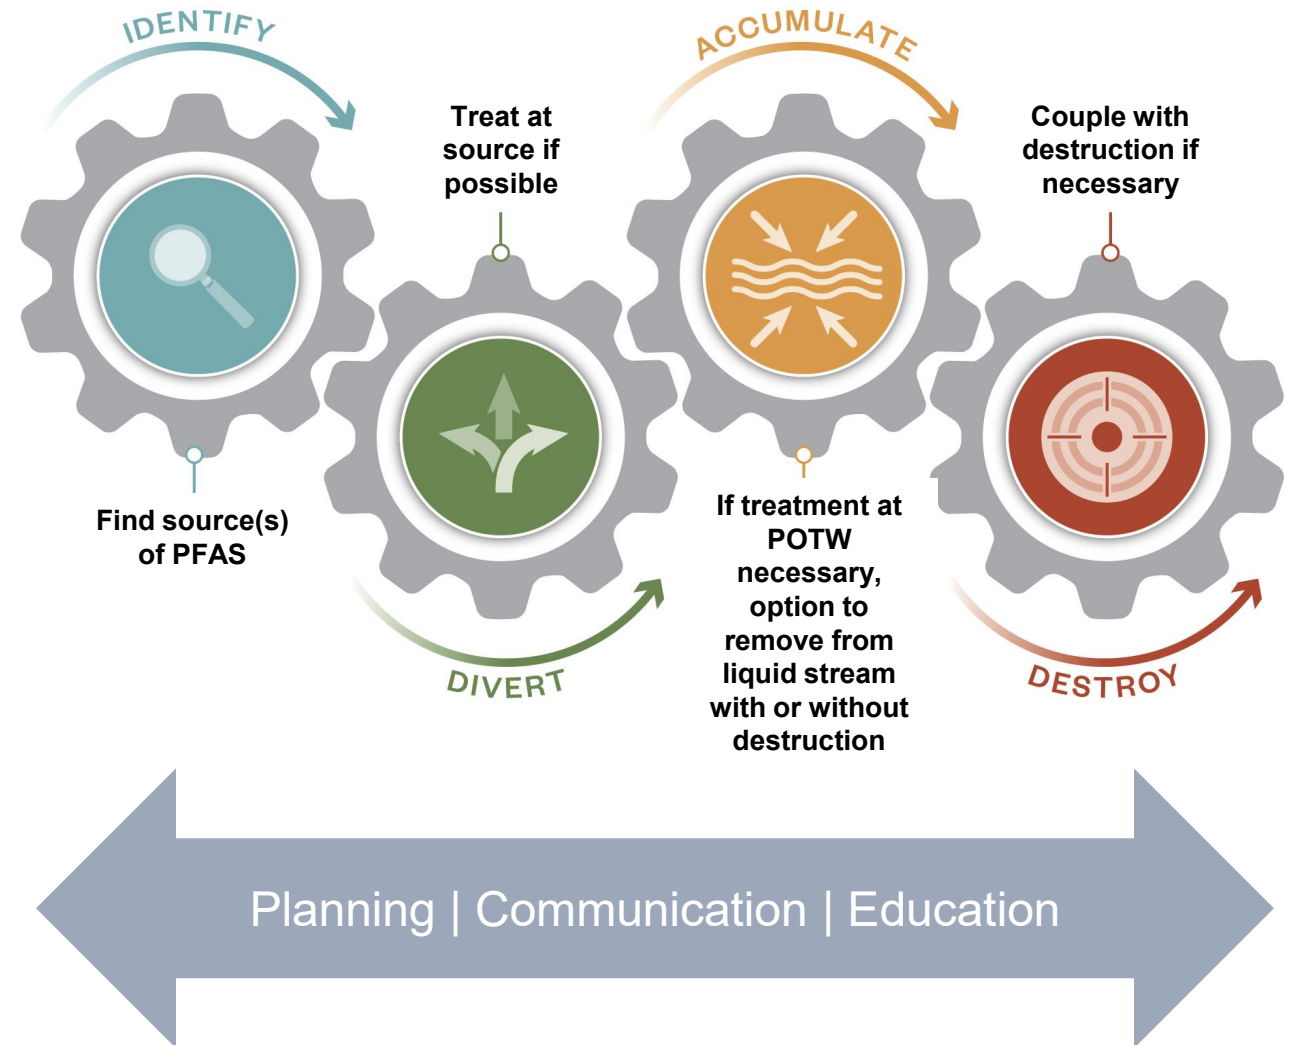 IDENTIFY
Find source(s)
of PFAS
Treat at
source if
possible
DIVERT
ACCUMULATE
If treatment at
POTW
necessary,
option to
remove from
liquid stream
with or without
destruction
Couple with
destruction if
necessary
DESTROY
Planning | Communication | Education